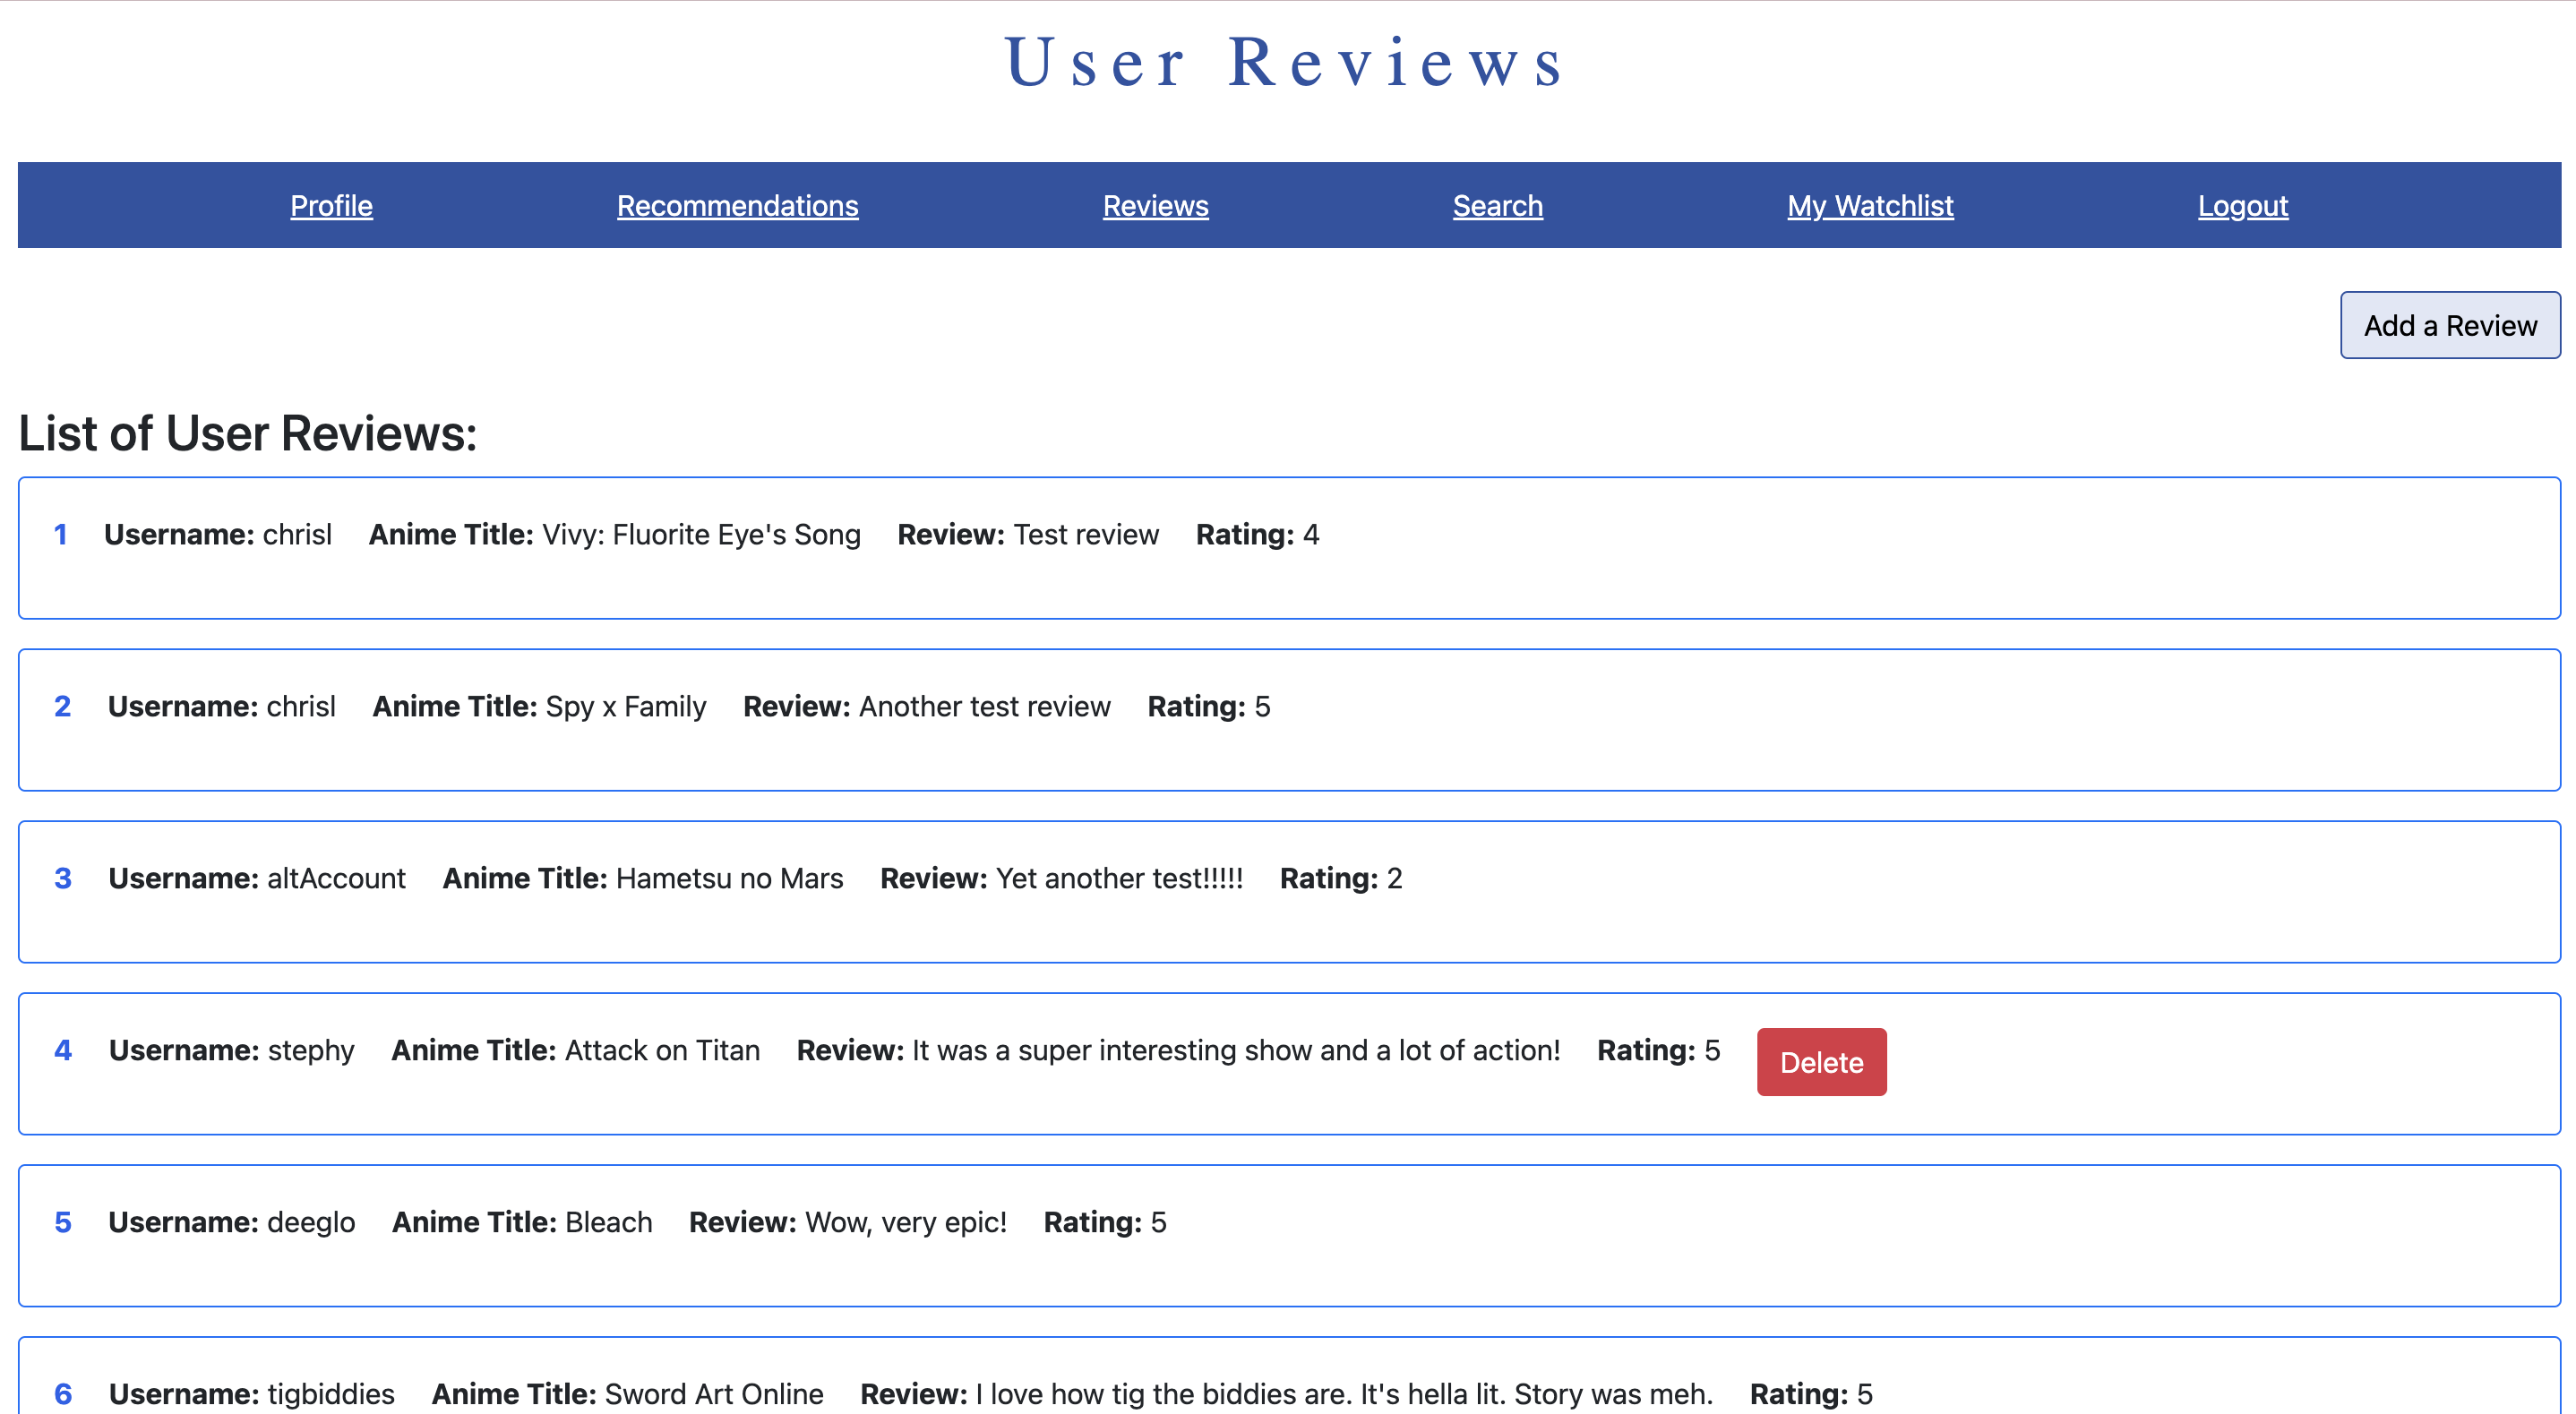 User Reviews
Profile Recommendations Reviews Search My Watchlist Logout
Add a Review
List of User Reviews:
1 Username: chrisl Anime Title: Vivy: Fluorite Eye's Song Review: Test review Rating: 4
2 Username: chrisl Anime Title: Spy x Family Review: Another test review Rating: 5
3 Username: altAccount Anime Title: Hametsu no Mars Review: Yet another test!!!!! Rating: 2
4 Username: stephy Anime Title: Attack on Titan Review: It was a super interesting show and a lot of action! Rating: 5 Delete
5 Username: deeglo Anime Title: Bleach Review: Wow, very epic! Rating: 5
6 Username: tigbiddies Anime Title: Sword Art Online Review: I love how tig the biddies are. It's hella lit. Story was meh. Rating: 5